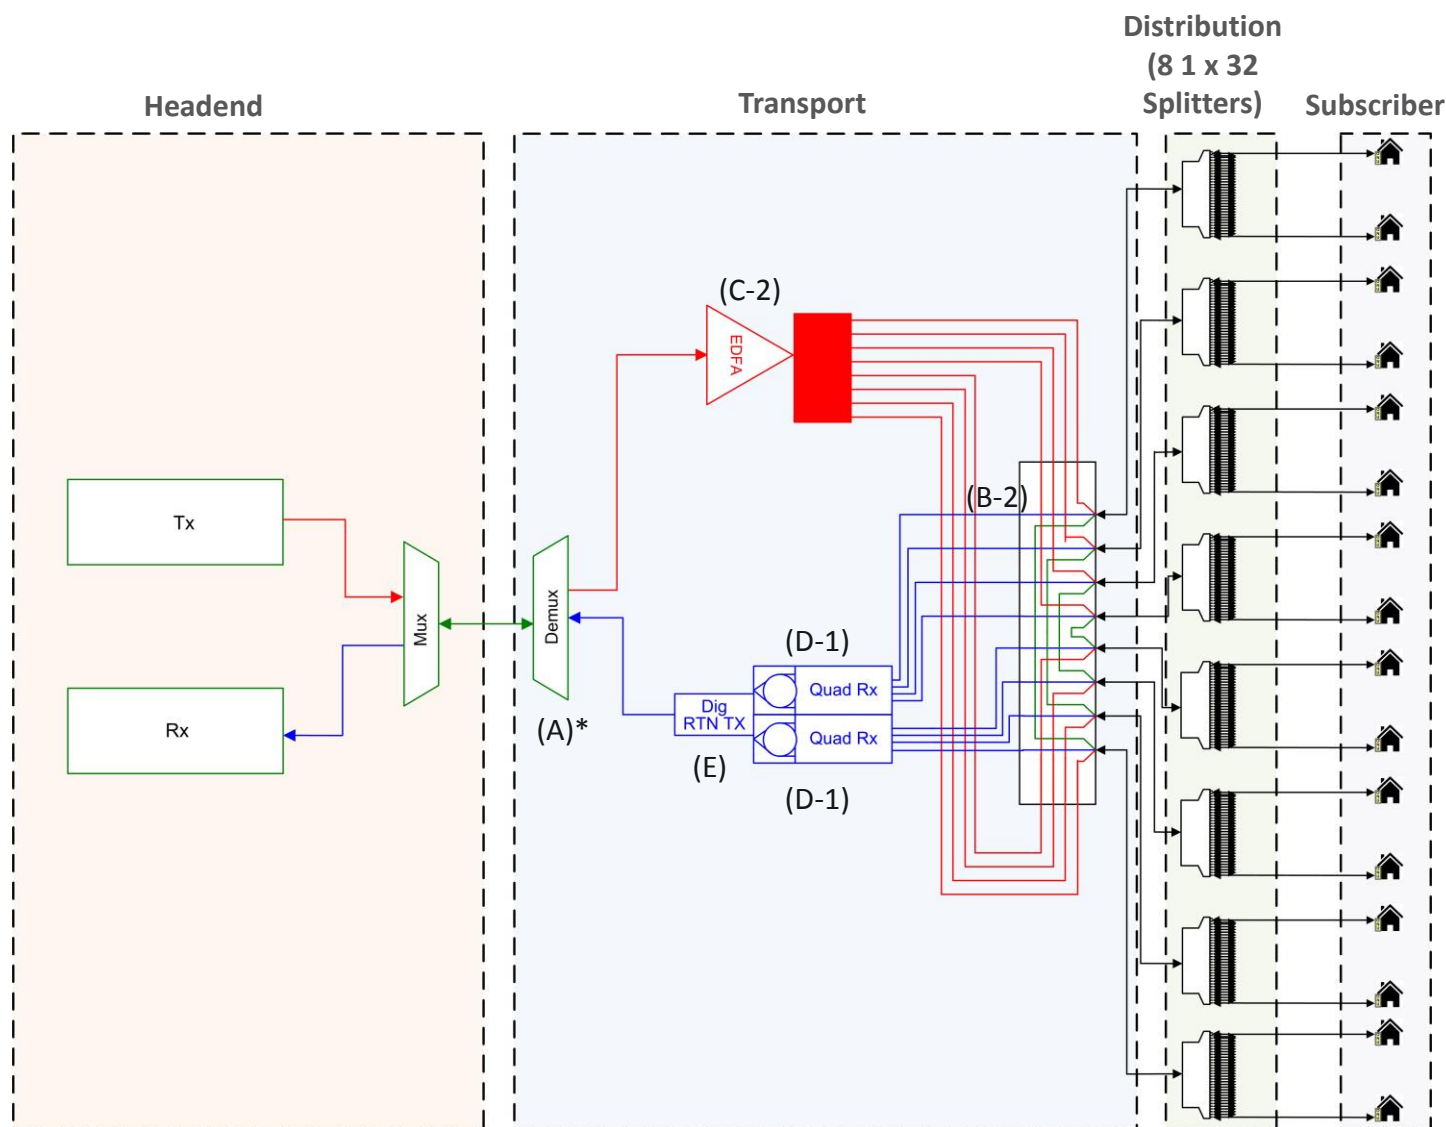 Distribution
(8 1 x 32
Splitters)
Headend
Transport
Subscriber
(C-2)
EDFA
(B-2)
Tx
Mux
Demux
(D-1)
Quad Rx
Dig
RTN TX
Quad Rx
Rx
(A)*
(E)
(D-1)